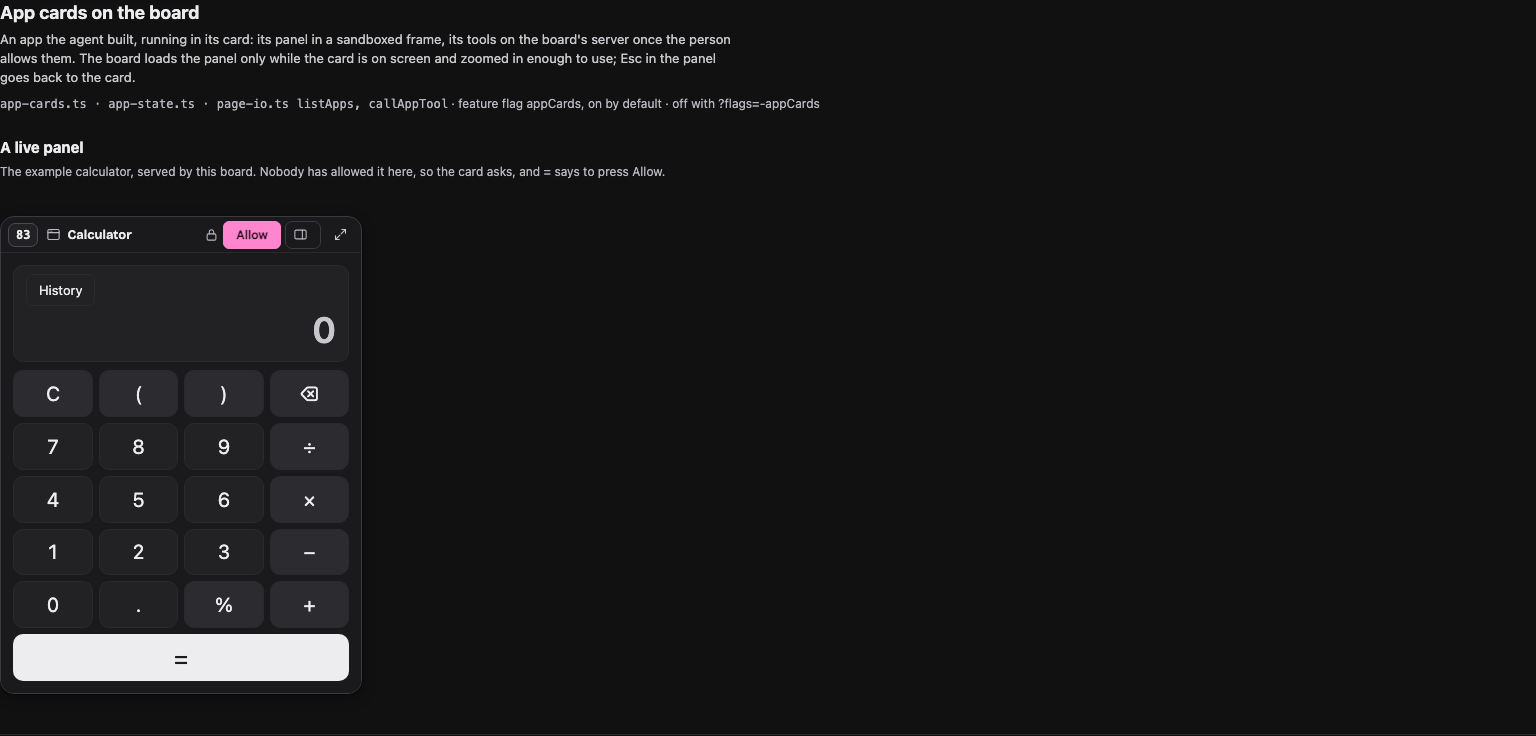 App cards on the board
An app the agent built, running in its card: its panel in a sandboxed frame, its tools on the board's server once the person
allows them. The board loads the panel only while the card is on screen and zoomed in enough to use; Esc in the panel
goes back to the card.
app-cards.ts · app-state.ts · page-io.ts listApps, callAppTool · feature flag appCards, on by default · off with ?flags=-appCards
A live panel
The example calculator, served by this board. Nobody has allowed it here, so the card asks, and = says to press Allow.
83 Calculator Allow
History
0
C ( )
7 8 9 ÷
4 5 6 ×
1 2 3 −
0 . % +
=